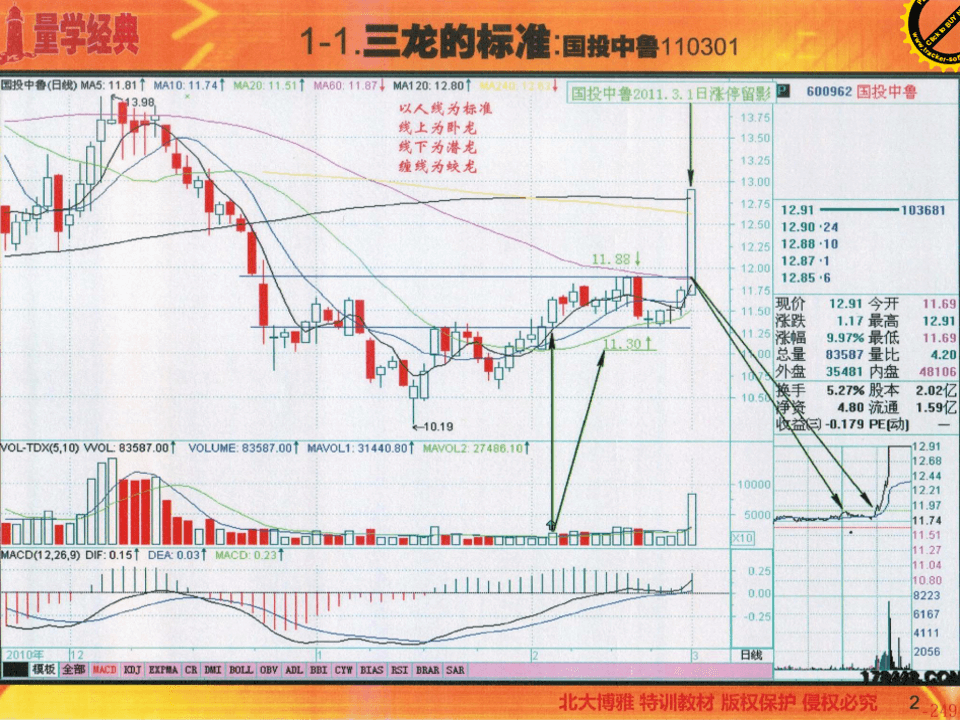 量学经典
1-1.三龙的标准:国投中鲁110301
国投中鲁(日线) MA5: 11.81↑ MA10: 11.74↑ MA20: 11.51↑ MA60: 11.87↓ MA120: 12.80↑
国投中鲁2011.3.1日涨停留影
P 600962 国投中鲁
13.98
以人线为标准
线上为卧龙
线下为潜龙
缠线为蛟龙
13.75
13.50
13.25
13.00
12.75
12.50
12.25
12.00
11.75
11.50
11.25
11.00
10.75
10.50
11.88↓
11.30↑
←10.19
12.91 103681
12.90 24
12.88 10
12.87 1
12.85 6
现价 12.91 今开 11.69
涨跌 1.17 最高 12.91
涨幅 9.97% 最低 11.69
总量 83587 量比 4.20
外盘 35481 内盘 48106
换手 5.27% 股本 2.02亿
净资 4.80 流通 1.59亿
收益(三) -0.179 PE(动) —
VOL-TDX(5,10) VVOL: 83587.00↑ VOLUME: 83587.00↑ MAVOL1: 31440.80↑ MAVOL2: 27486.10↑
10000
5000
X10
12.91
12.68
12.44
12.21
11.97
11.74
11.51
11.27
11.04
10.80
8223
6167
4111
2056
MACD(12,26,9) DIF: 0.15↑ DEA: 0.03↑ MACD: 0.23↑
0.25
0.00
-0.25
2010年 12 1 2 3 日线
模板 全部 MACD KDJ EXPMA CR DMI BOLL OBV ADL BBI CYW BIAS RSI BRAR SAR
北大博雅 特训教材 版权保护 侵权必究 2
-249